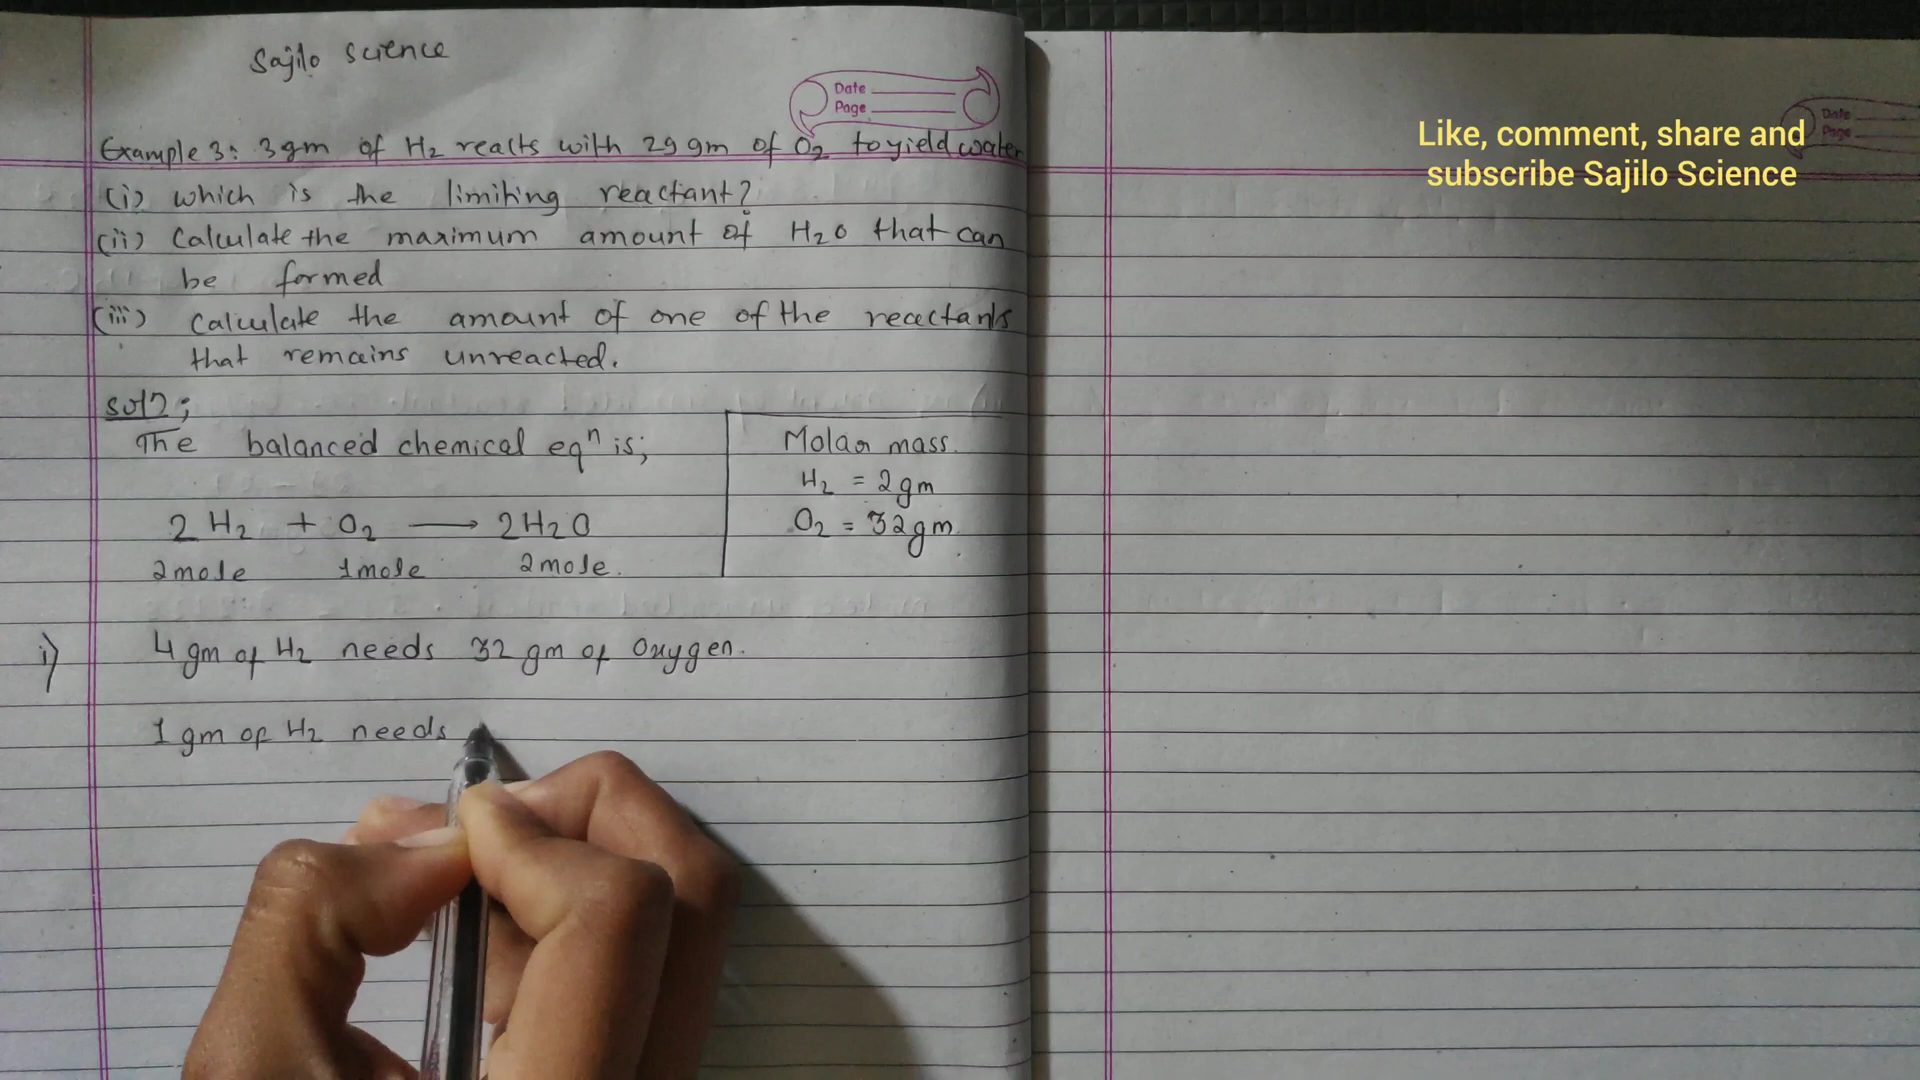 Sajilo Science
Date
Page
Example 3: 3gm of H2 reacts with 29 gm of O2 to yield water
(i) which is the limiting reactant?
(ii) Calculate the maximum amount of H2O that can
be formed
(iii) Calculate the amount of one of the reactants
that remains unreacted.
Solⁿ;
The balanced chemical eqⁿ is;
2H2 + O2 → 2H2O
2mole 1mole 2mole.
Molar mass.
H2 = 2gm
O2 = 32gm.
i) 4 gm of H2 needs 32 gm of Oxygen.
1 gm of H2 needs
Like, comment, share and
subscribe Sajilo Science
Date
Page